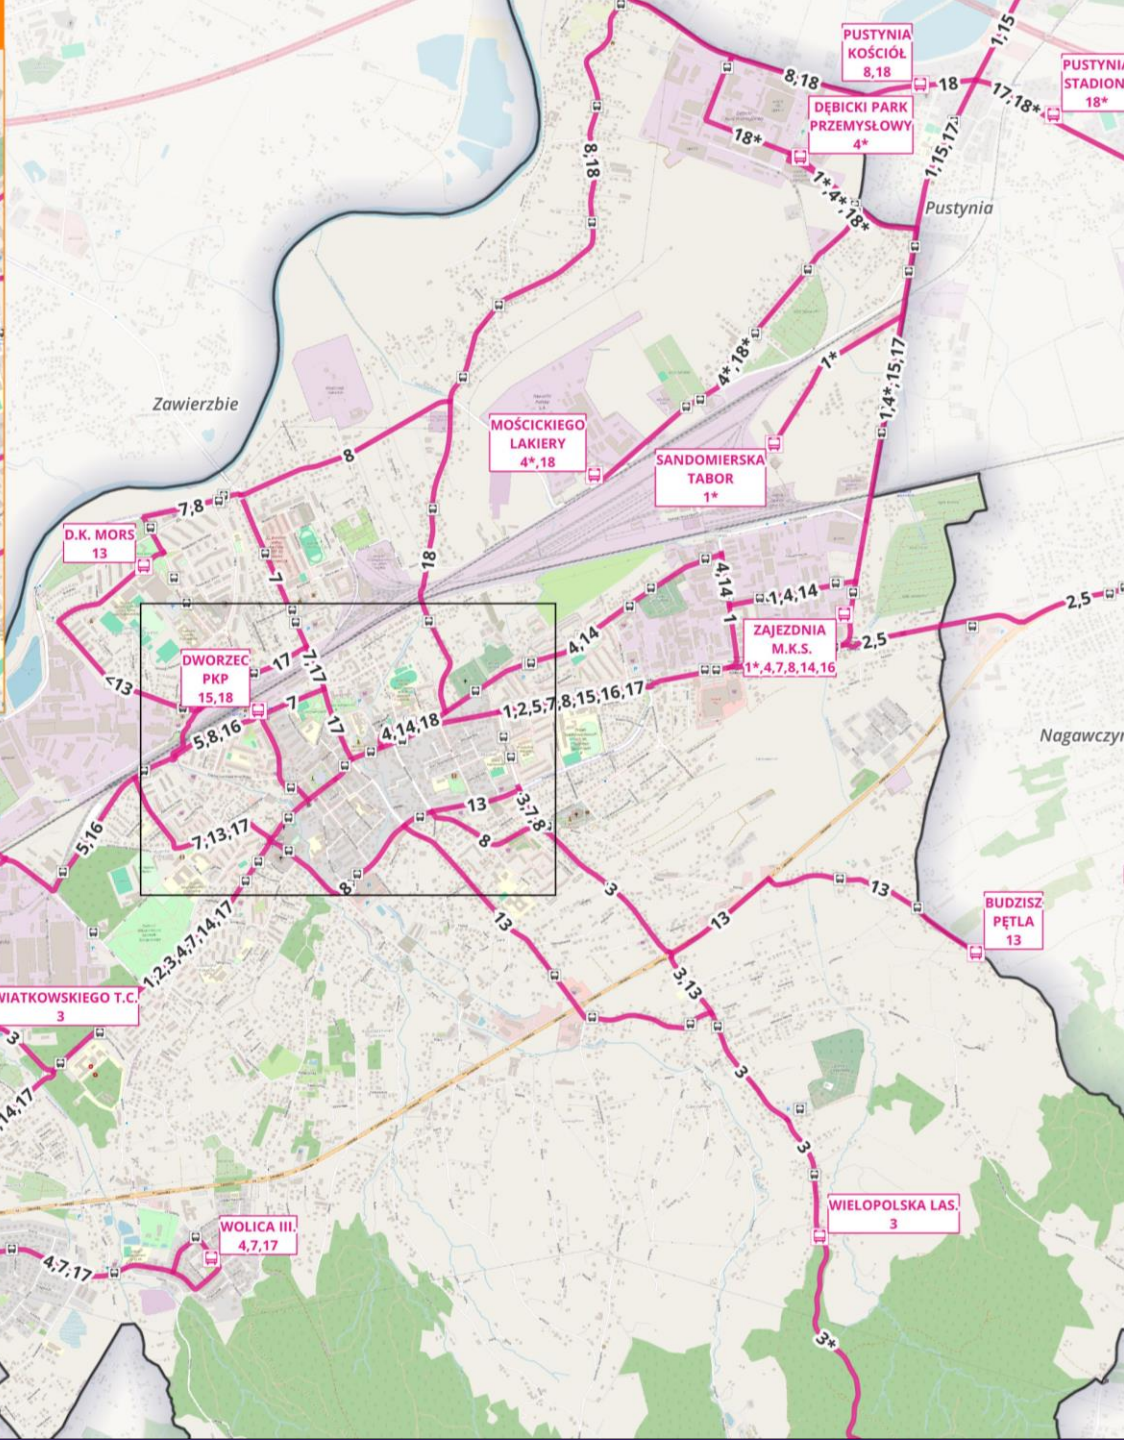 1,15
PUSTYNIA
KOŚCIÓŁ
8,18
PUSTYNIA
STADION
18*
8,18
18
17,18*
DĘBICKI PARK
PRZEMYSŁOWY
4*
18*
1,15,17
8,18
1*,4*,18*
Pustynia
4*,18*
1*
1,4*,15,17
Zawierzbie
MOŚCICKIEGO
LAKIERY
4*,18
8
SANDOMIERSKA
TABOR
1*
7,8
D.K. MORS
13
18
7
4,14
1,4,14
2,5
1
ZAJEZDNIA
M.K.S.
1*,4,7,8,14,16
2,5
4,14
DWORZEC
PKP
15,18
17
7,17
<13
7
1,2,5,7,8,15,16,17
5,8,16
17
4,14,18
Nagawczyn
13
3,7,8
5,16
7,13,17
8
8
3
13
BUDZISZ
PĘTLA
13
13
13
1,2,3,4,7,14,17
3,13
WIATKOWSKIEGO T.C.
3
3
3
14,17
3
WIELOPOLSKA LAS.
3
WOLICA III.
4,7,17
4,7,17
3*